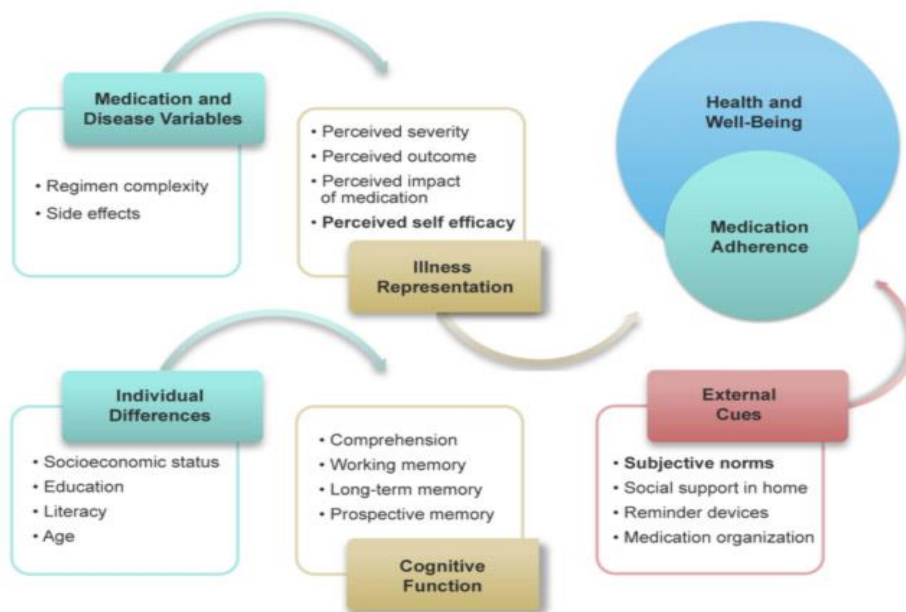 Medication and
Disease Variables
• Regimen complexity
• Side effects
• Perceived severity
• Perceived outcome
• Perceived impact
of medication
• Perceived self efficacy
Illness
Representation
Health and
Well-Being
Medication
Adherence
Individual
Differences
• Socioeconomic status
• Education
• Literacy
• Age
• Comprehension
• Working memory
• Long-term memory
• Prospective memory
Cognitive
Function
External
Cues
• Subjective norms
• Social support in home
• Reminder devices
• Medication organization